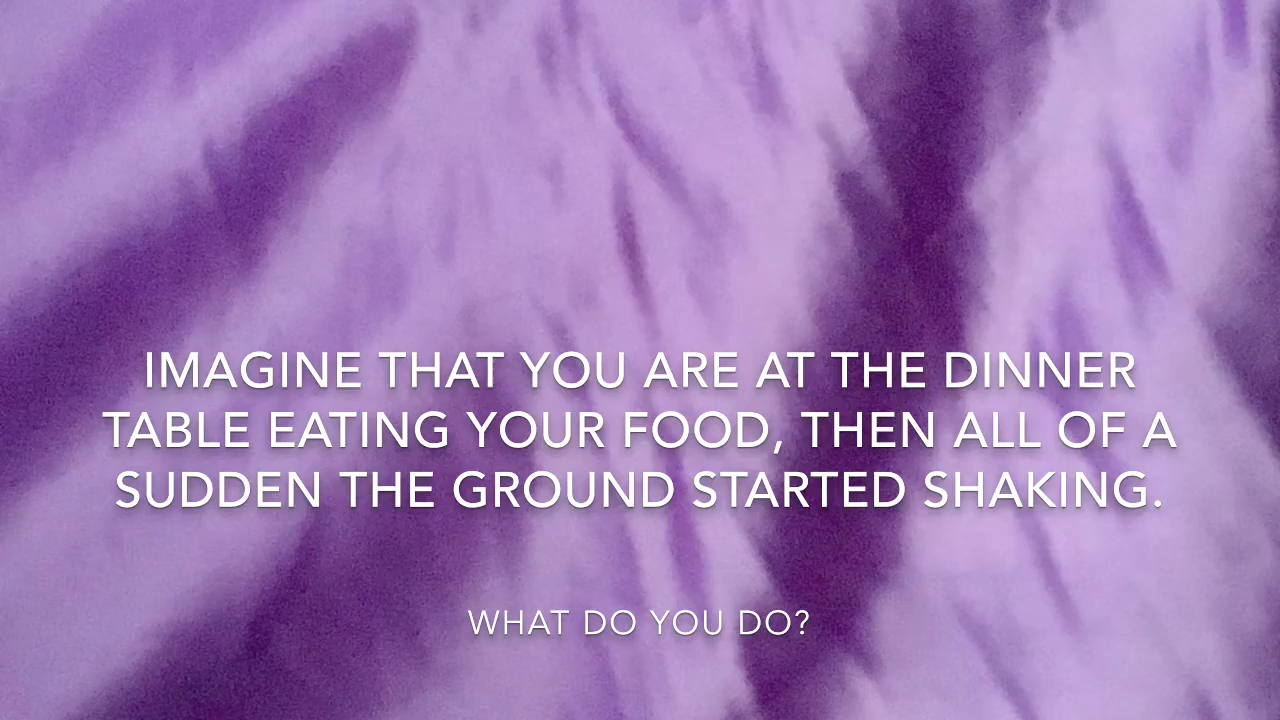 IMAGINE THAT YOU ARE AT THE DINNER
TABLE EATING YOUR FOOD, THEN ALL OF A
SUDDEN THE GROUND STARTED SHAKING.
WHAT DO YOU DO?